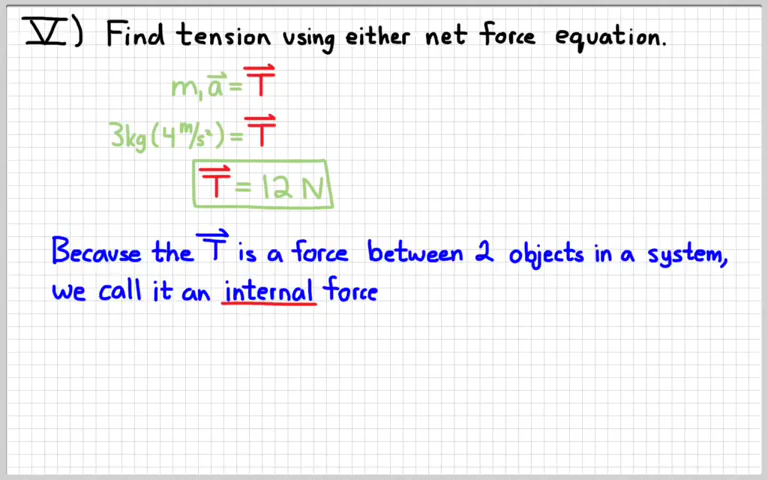 V) Find tension using either net force equation.
m₁a⃗ = T⃗
3kg(4 m/s²) = T⃗
T⃗ = 12 N
Because the T⃗ is a force between 2 objects in a system,
we call it an internal force